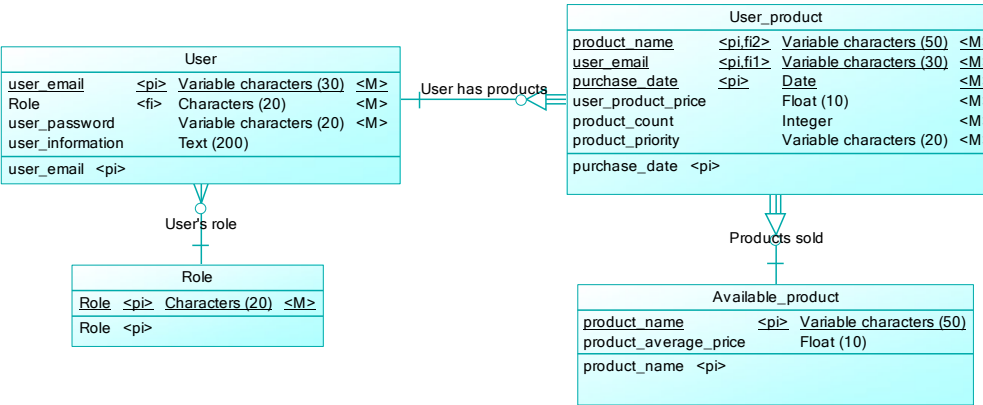 User_product
product_name <pi,fi2> Variable characters (50) <M
user_email <pi,fi1> Variable characters (30) <M
purchase_date <pi> Date <M
user_product_price Float (10) <M
product_count Integer <M
product_priority Variable characters (20) <M
purchase_date <pi>
User
user_email <pi> Variable characters (30) <M>
Role <fi> Characters (20) <M>
user_password Variable characters (20) <M>
user_information Text (200)
user_email <pi>
User has products
User's role
Products sold
Role
Role <pi> Characters (20) <M>
Role <pi>
Available_product
product_name <pi> Variable characters (50)
product_average_price Float (10)
product_name <pi>